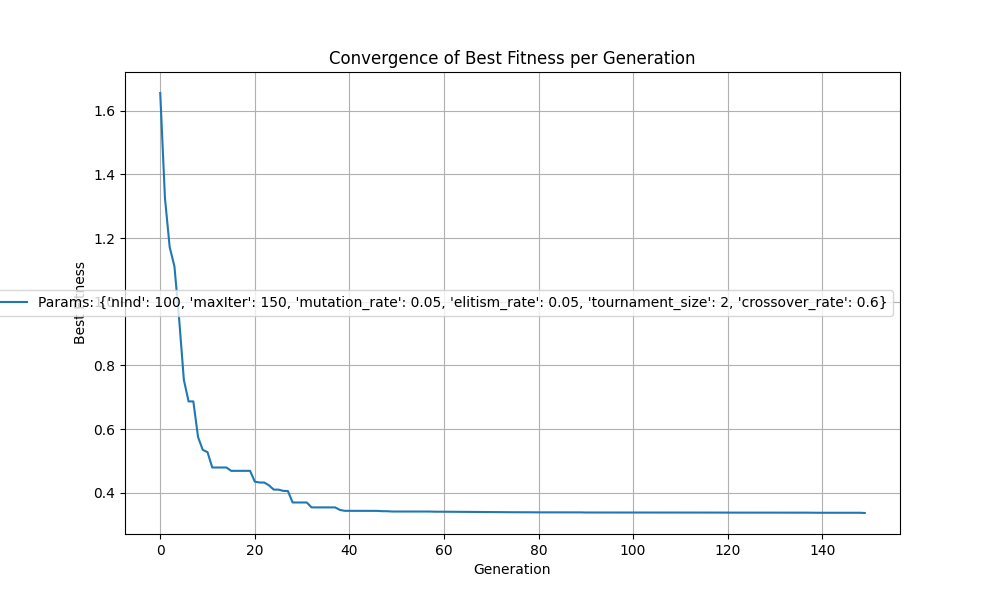 Convergence of Best Fitness per Generation
1.6
1.4
1.2
0.8
0.6
0.4
Best
Params: {'nInd': 100, 'maxIter': 150, 'mutation_rate': 0.05, 'elitism_rate': 0.05, 'tournament_size': 2, 'crossover_rate': 0.6}
0 20 40 60 80 100 120 140
Generation